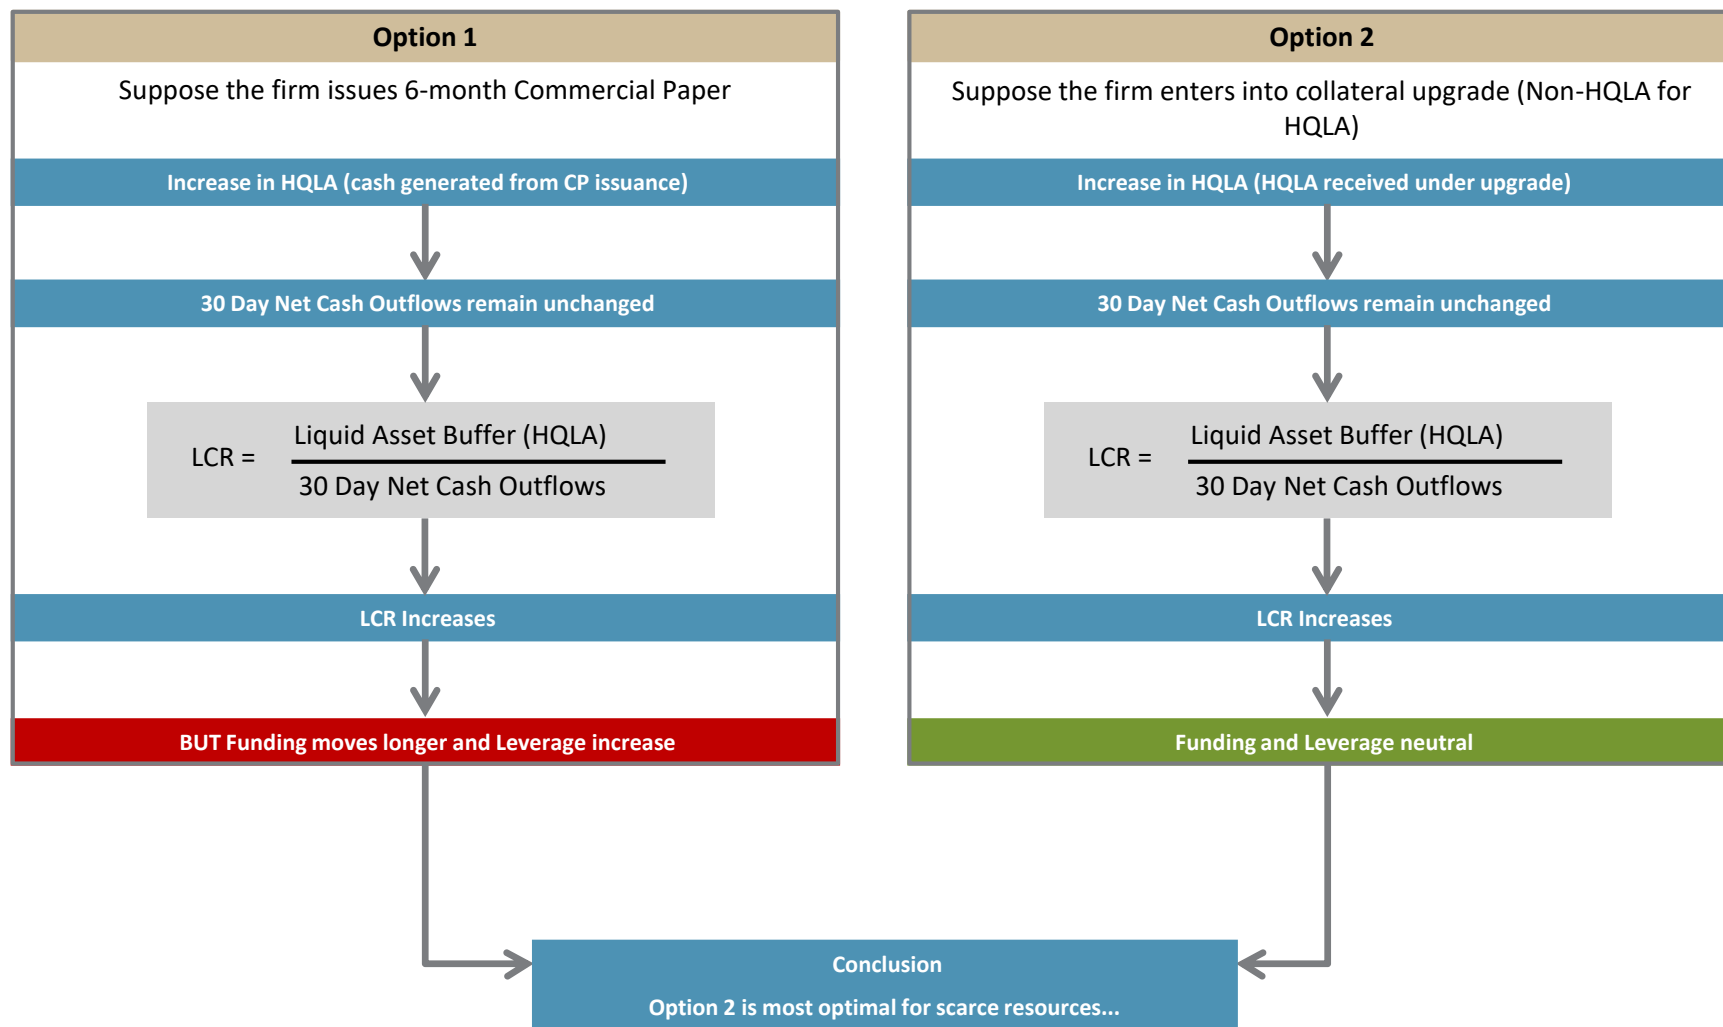 Option 1
Suppose the firm issues 6-month Commercial Paper
Increase in HQLA (cash generated from CP issuance)
30 Day Net Cash Outflows remain unchanged
LCR =
Liquid Asset Buffer (HQLA)
30 Day Net Cash Outflows
LCR Increases
BUT Funding moves longer and Leverage increase
Option 2
Suppose the firm enters into collateral upgrade (Non-HQLA for
HQLA)
Increase in HQLA (HQLA received under upgrade)
30 Day Net Cash Outflows remain unchanged
LCR =
Liquid Asset Buffer (HQLA)
30 Day Net Cash Outflows
LCR Increases
Funding and Leverage neutral
Conclusion
Option 2 is most optimal for scarce resources...